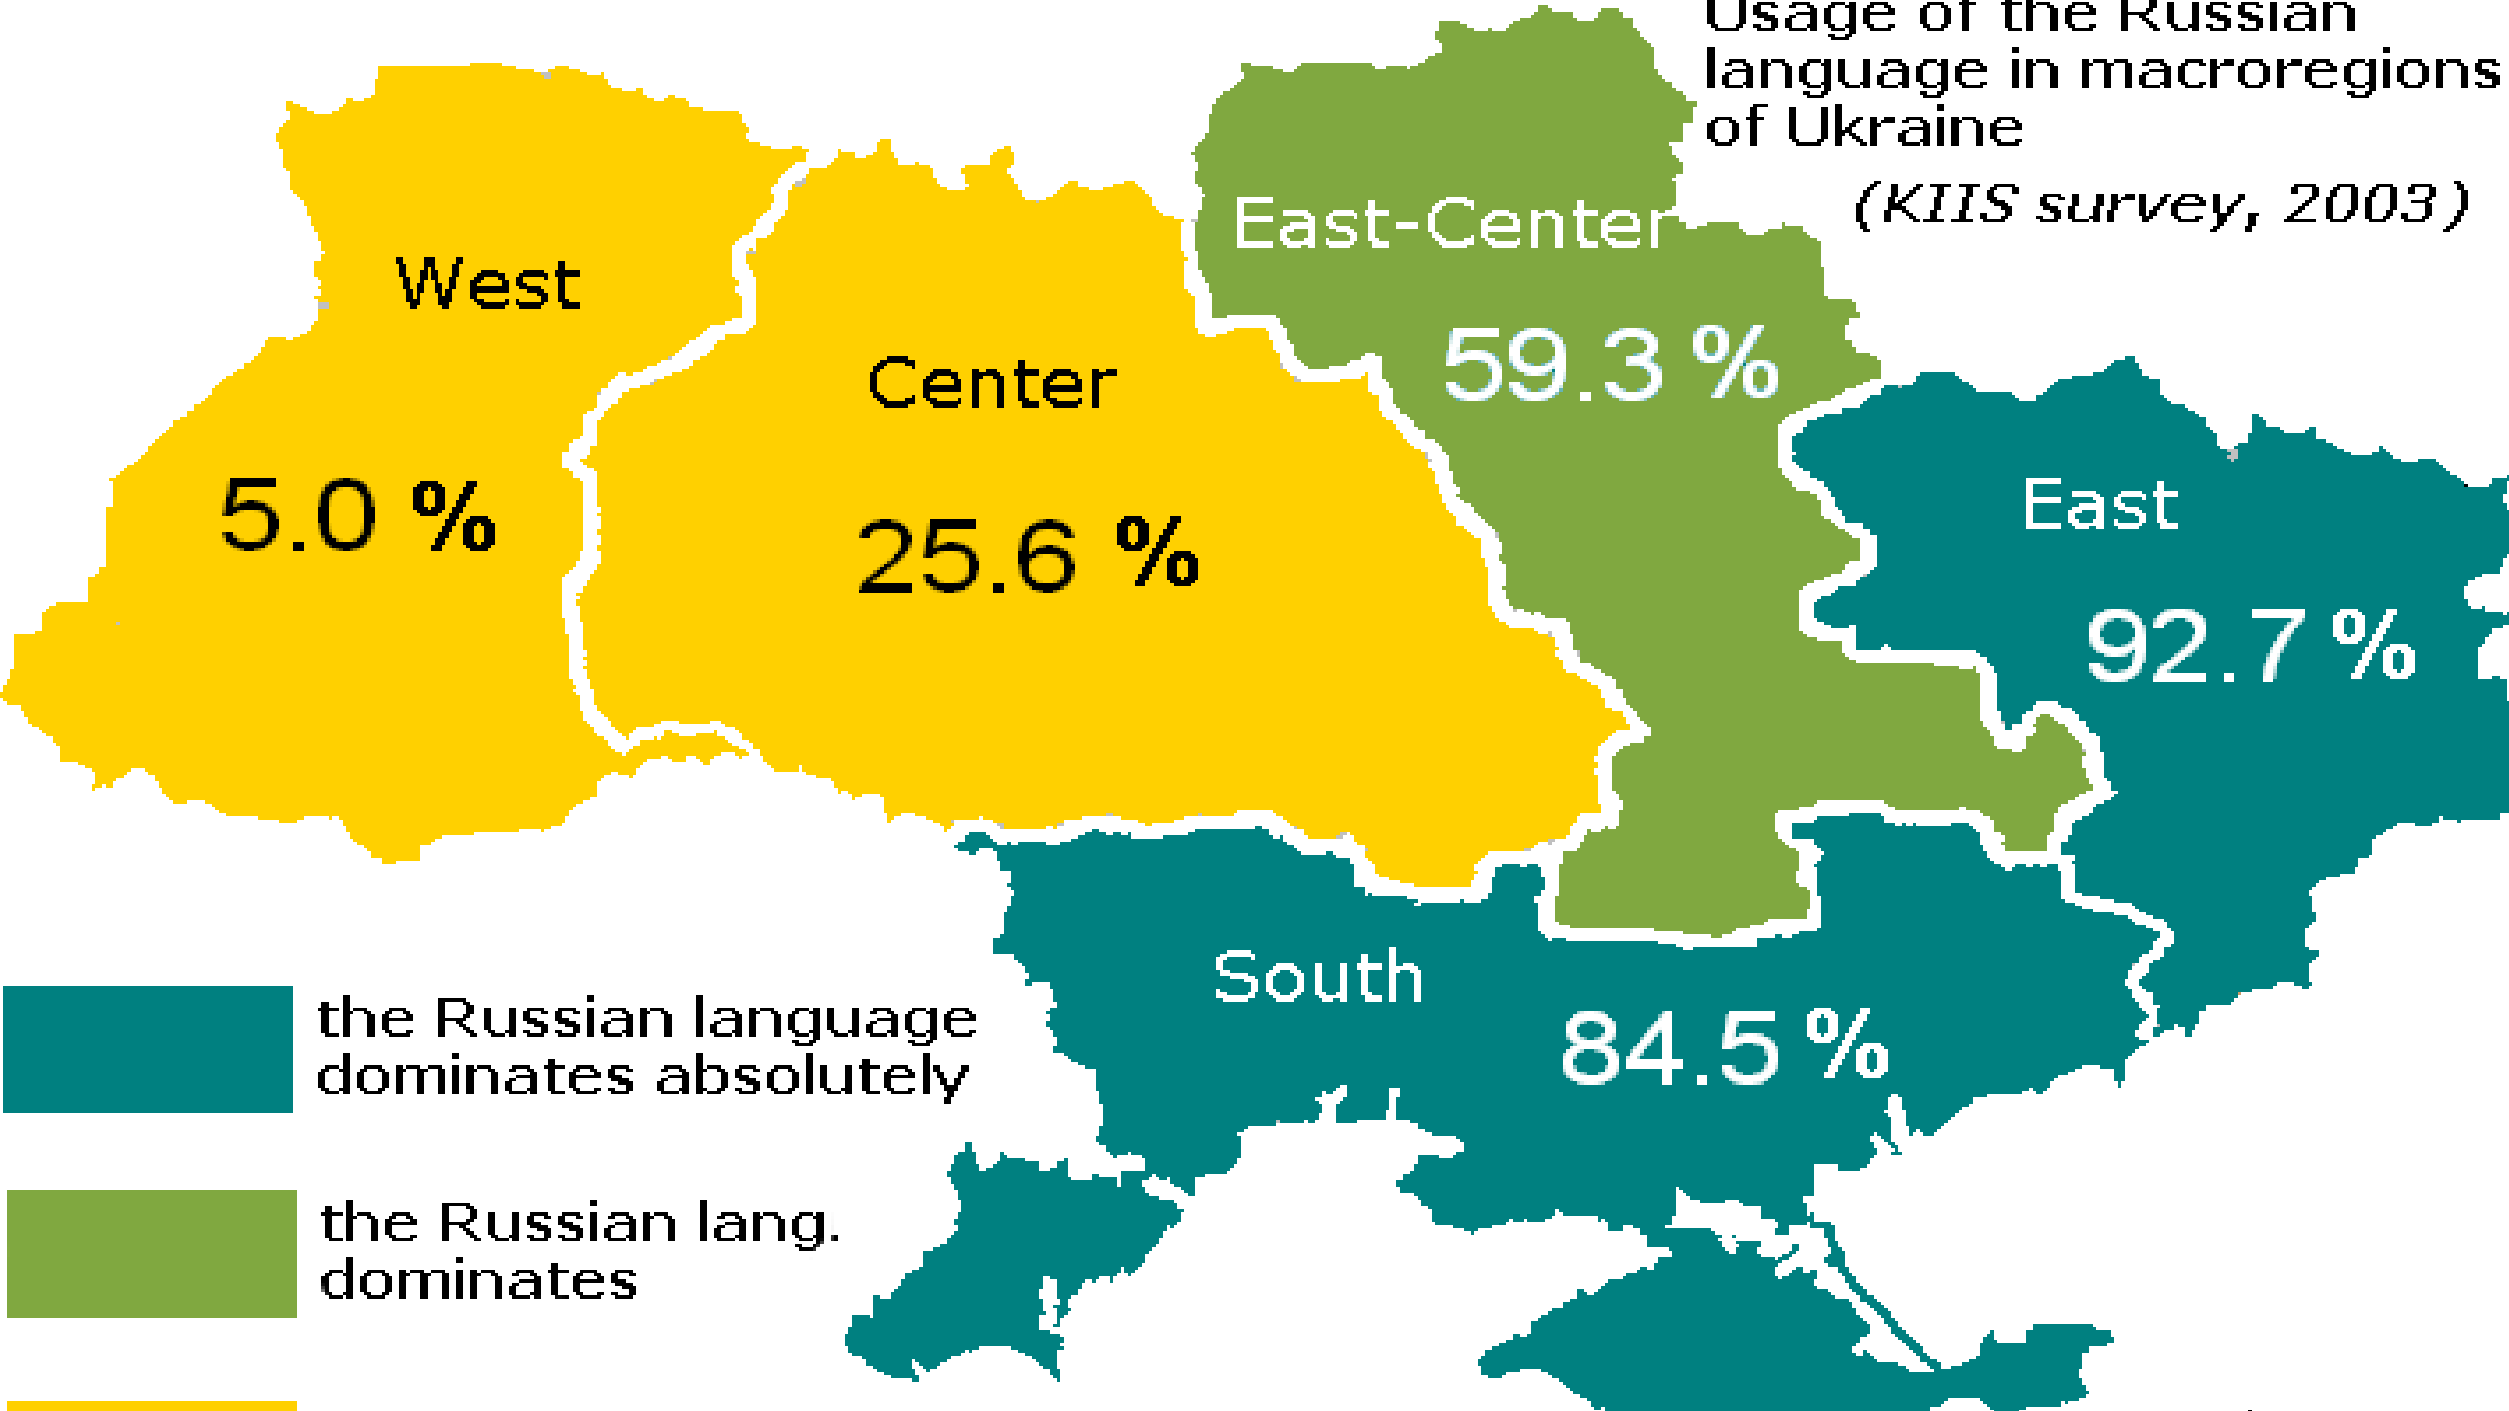 Usage of the Russian
language in macroregions
of Ukraine
(KIIS survey, 2003)
East-Center
59.3 %
West
5.0 %
Center
25.6 %
East
92.7 %
South
84.5 %
the Russian language
dominates absolutely
the Russian lang.
dominates